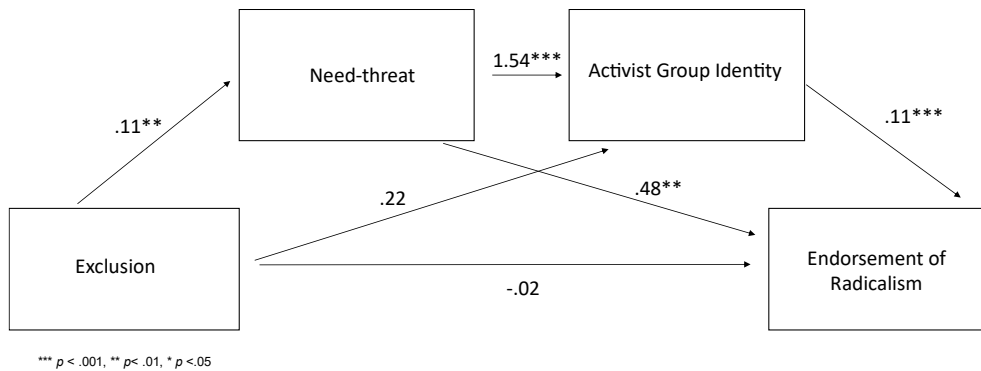 Need-threat
1.54***
Activist Group Identity
.11**
.11***
.22
.48**
Exclusion
-.02
Endorsement of
Radicalism
*** p < .001, ** p< .01, * p <.05